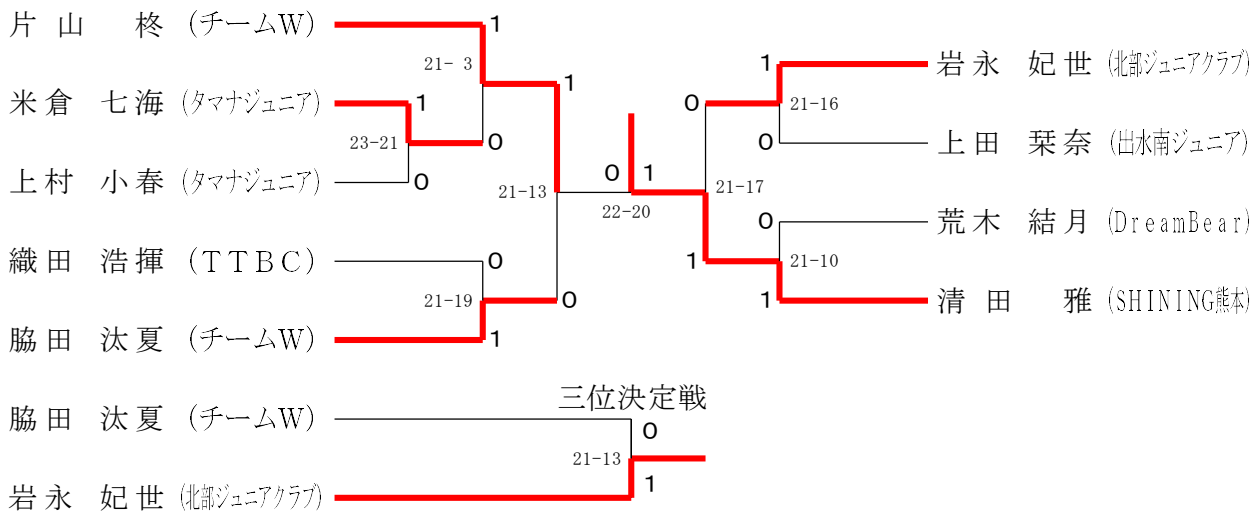 片山 柊 (チームW)
1
21- 3
1
米倉 七海 (タマナジュニア)
1
23-21
0
上村 小春 (タマナジュニア)
0
21-13
織田 浩揮 (TTBC)
0
21-19
0
脇田 汰夏 (チームW)
1
0 1
22-20
岩永 妃世 (北部ジュニアクラブ)
1
0
21-16
上田 栞奈 (出水南ジュニア)
0
21-17
荒木 結月 (DreamBear)
0
1
21-10
清田 雅 (SHINING熊本)
1
三位決定戦
脇田 汰夏 (チームW)
0
21-13
岩永 妃世 (北部ジュニアクラブ)
1